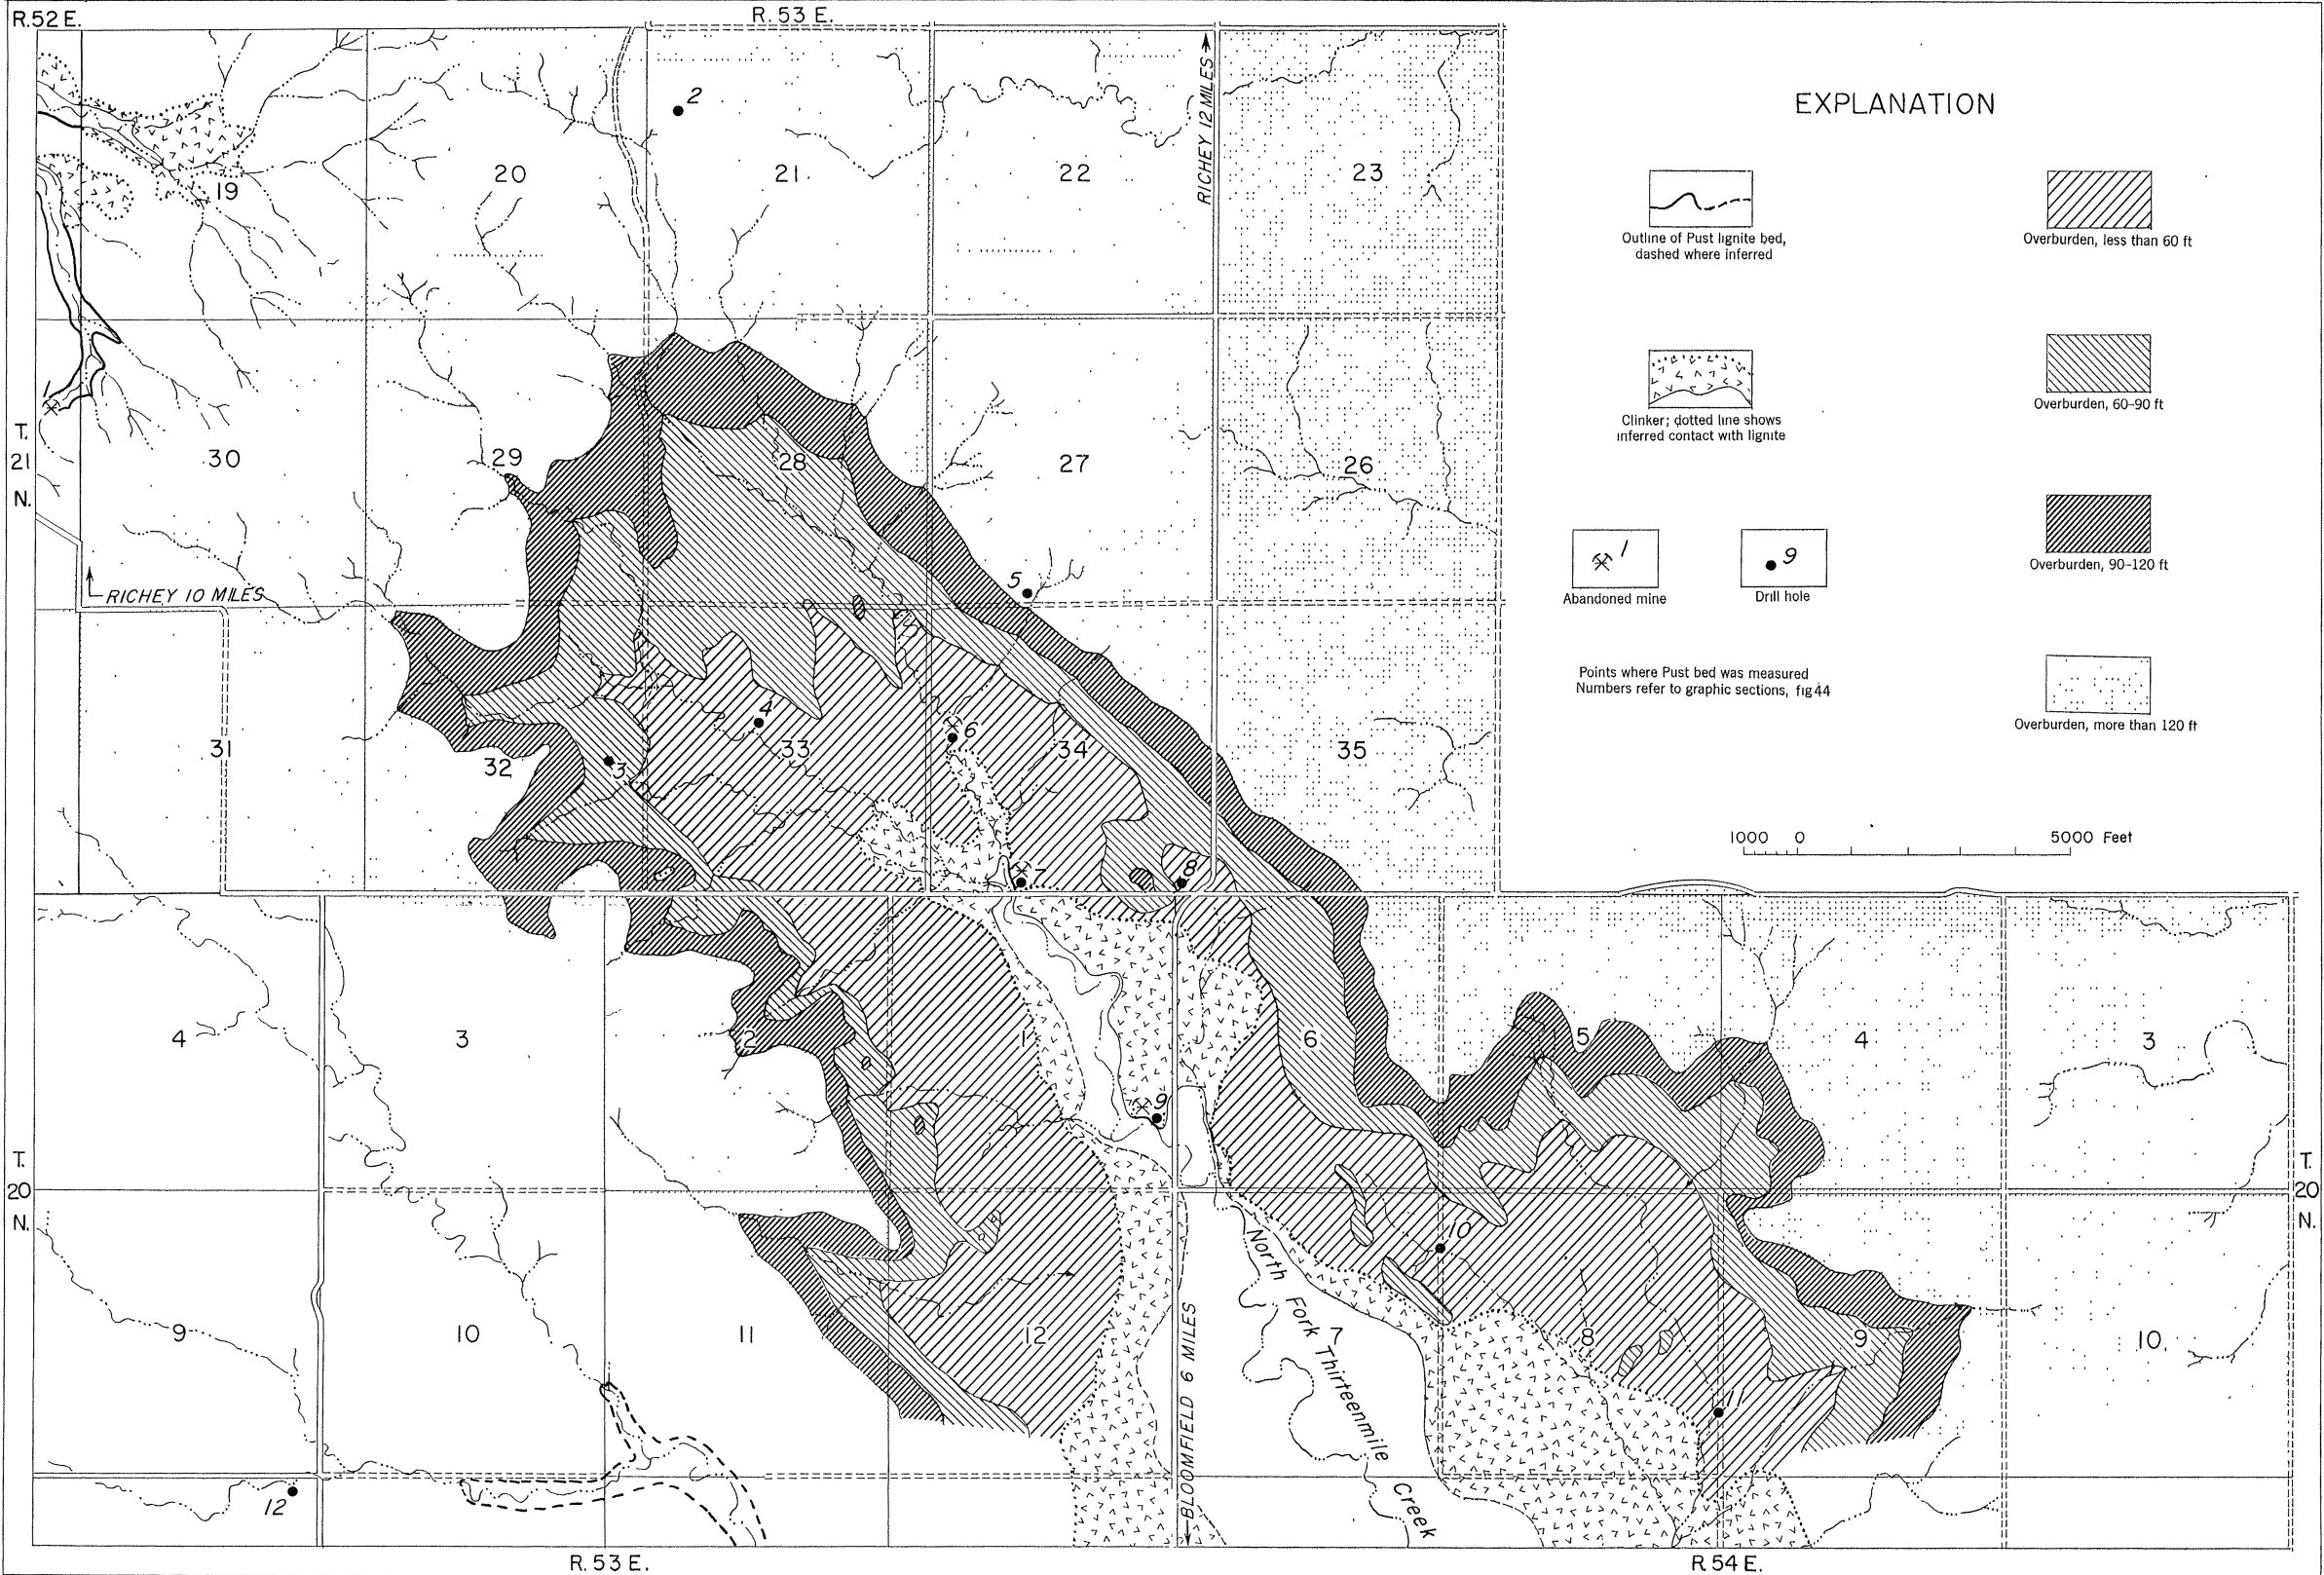 R. 52 E.
R. 53 E.
RICHEY 12 MILES
EXPLANATION
Outline of Pust lignite bed,
dashed where inferred
Overburden, less than 60 ft
Clinker; dotted line shows
inferred contact with lignite
Overburden, 60–90 ft
1
9
Abandoned mine
Drill hole
Overburden, 90–120 ft
Points where Pust bed was measured
Numbers refer to graphic sections, fig 44
Overburden, more than 120 ft
1000 0 5000 Feet
2
19
20
21
22
23
T.
21
N.
30
29
28
27
26
1
5
RICHEY 10 MILES
31
32
3
4
33
6
34
35
7
8
4
3
2
1
6
5
4
3
9
T.
20
N.
T.
20
N.
10
9
10
11
12
7
8
9
10
11
BLOOMFIELD 6 MILES
North Fork Thirteenmile Creek
12
R. 53 E.
R 54 E.